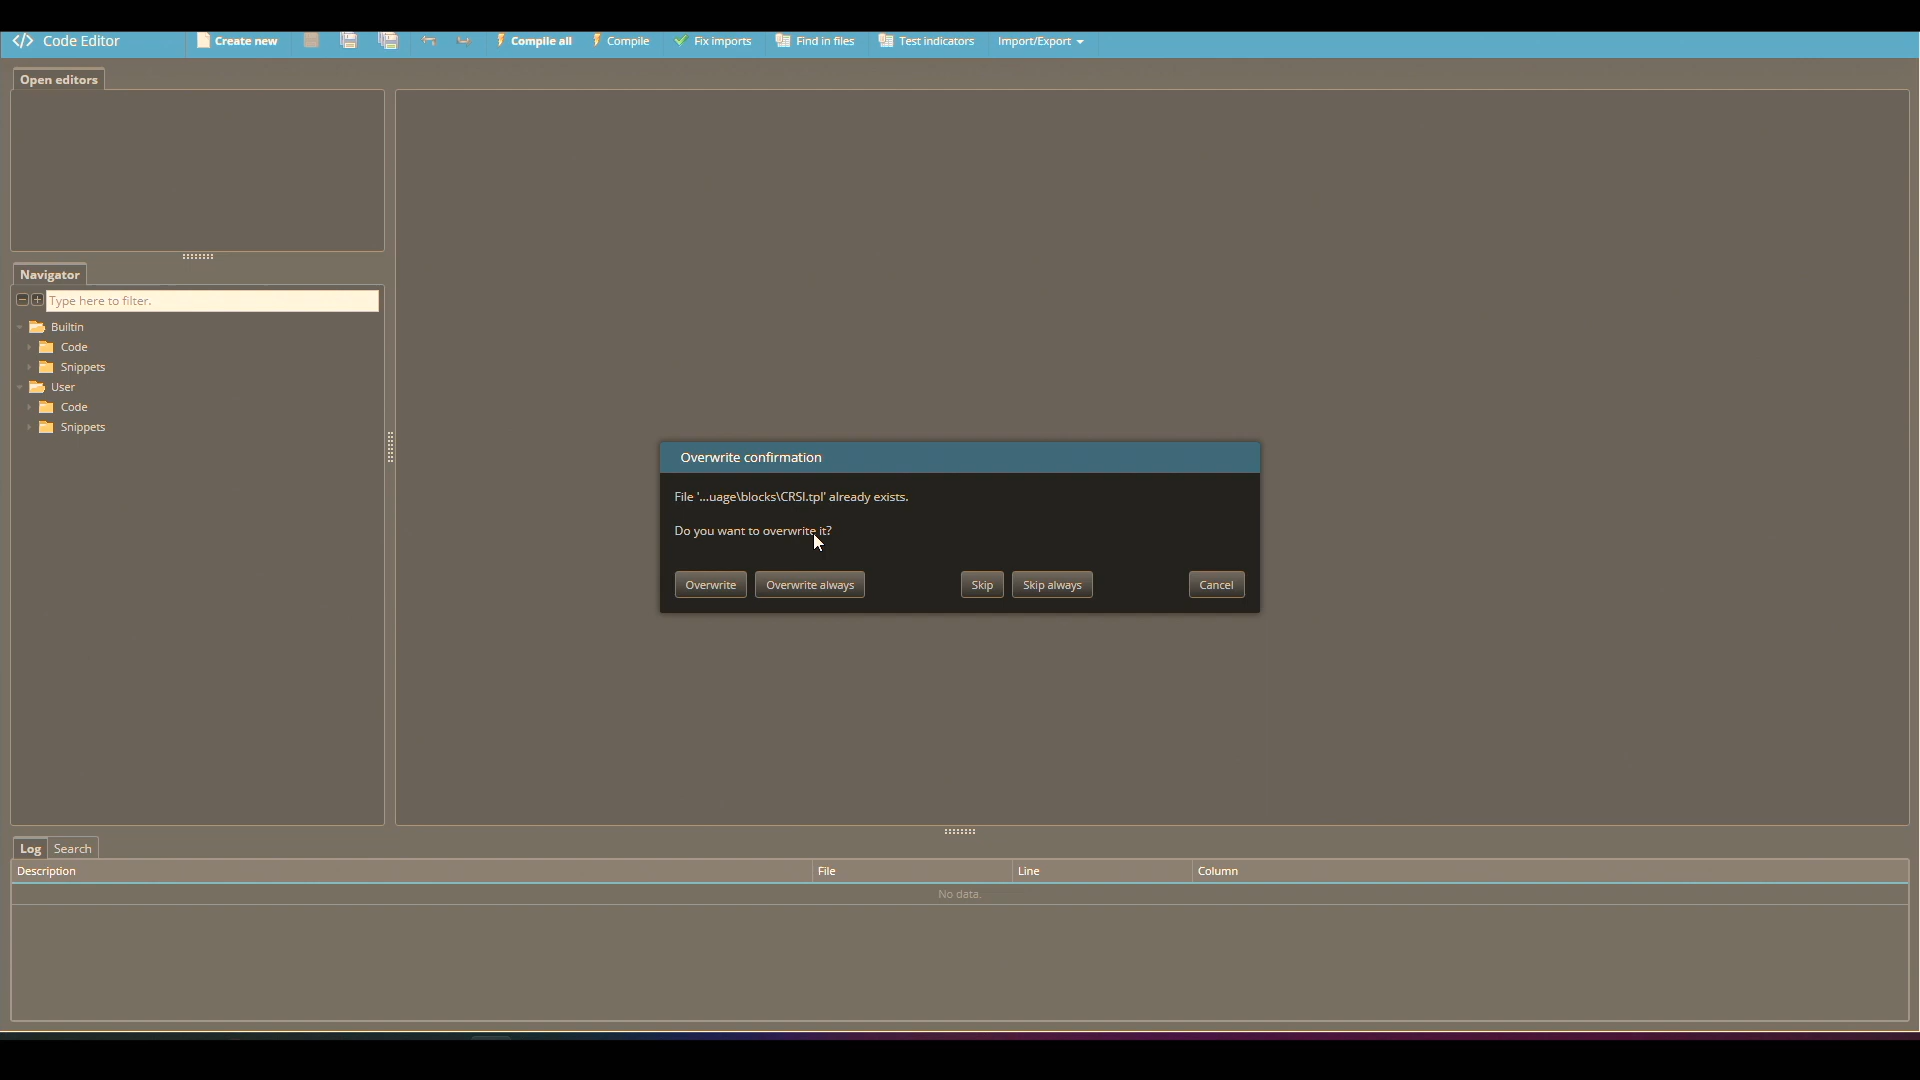 Code Editor
Create new
Compile all
Compile
Fix imports
Find in files
Test indicators
Import/Export
Open editors
Navigator
Type here to filter.
Builtin
Code
Snippets
User
Code
Snippets
Overwrite confirmation
File '...uage\blocks\CRSI.tpl' already exists.
Do you want to overwrite it?
Overwrite
Overwrite always
Skip
Skip always
Cancel
Log
Search
Description
File
Line
Column
No data.